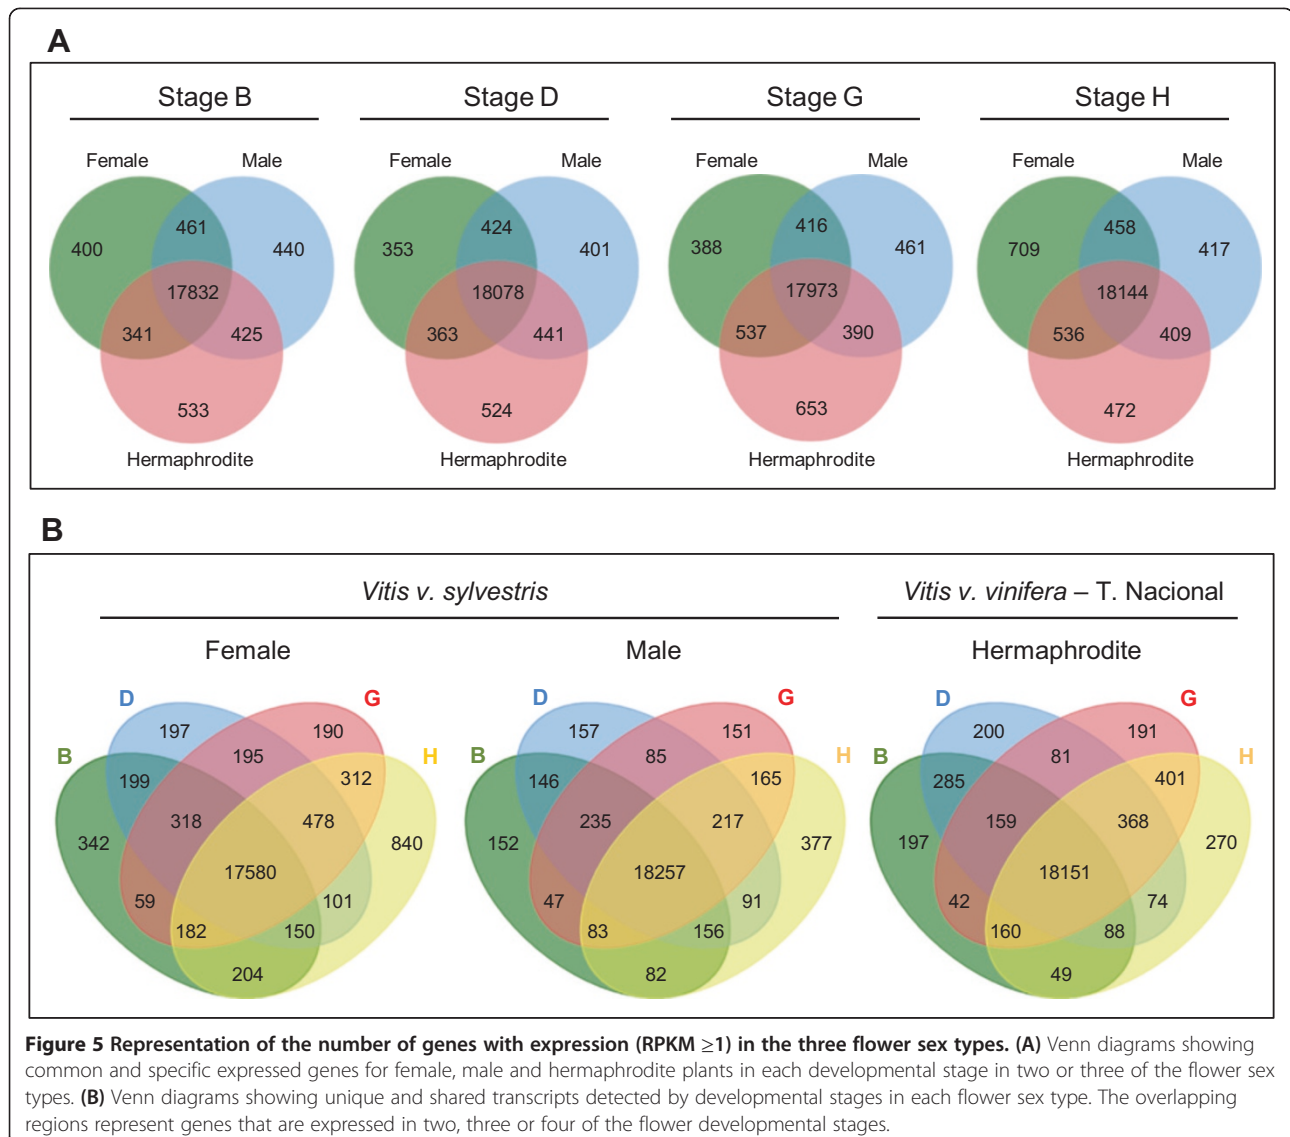 A
Stage B
Stage D
Stage G
Stage H
Female Male
Female Male
Female Male
Female Male
461
400 440
17832
341 425
533
Hermaphrodite
424
353 401
18078
363 441
524
Hermaphrodite
416
388 461
17973
537 390
653
Hermaphrodite
458
709 417
18144
536 409
472
Hermaphrodite
B
Vitis v. sylvestris
Vitis v. vinifera – T. Nacional
Female
Male
Hermaphrodite
D G
B H
197 190
195
199 312
318 478
342 840
17580
59 101
182 150
204
D G
B H
157 151
85
146 165
235 217
152 377
18257
47 91
83 156
82
D G
B H
200 191
81
285 401
159 368
197 270
18151
42 74
160 88
49
Figure 5 Representation of the number of genes with expression (RPKM ≥1) in the three flower sex types. (A) Venn diagrams showing
common and specific expressed genes for female, male and hermaphrodite plants in each developmental stage in two or three of the flower sex
types. (B) Venn diagrams showing unique and shared transcripts detected by developmental stages in each flower sex type. The overlapping
regions represent genes that are expressed in two, three or four of the flower developmental stages.